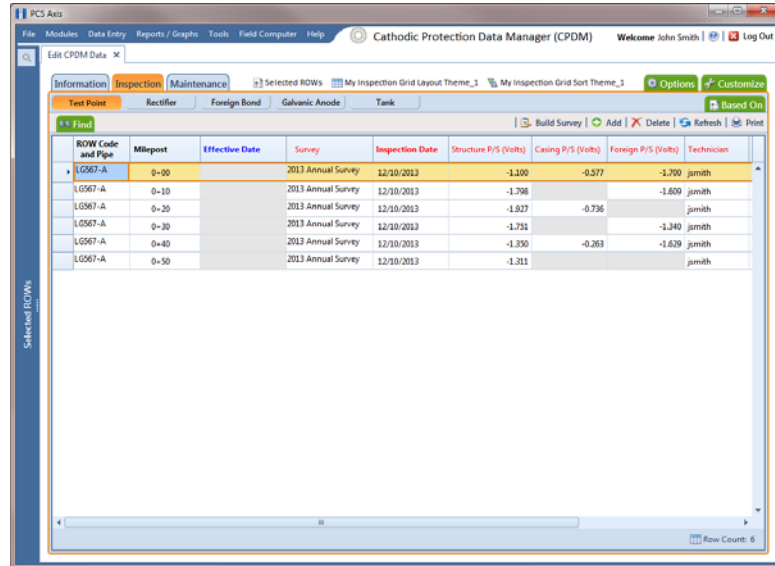 PCS Axis
File Modules Data Entry Reports / Graphs Tools Field Computer Help Cathodic Protection Data Manager (CPDM) Welcome John Smith | | Log Out
Edit CPDM Data
Information Inspection Maintenance Selected ROWs My Inspection Grid Layout Theme_1 My Inspection Grid Sort Theme_1 Options Customize
Test Point Rectifier Foreign Bond Galvanic Anode Tank Based On
Find | Build Survey | Add | Delete | Refresh | Print
ROW Code and Pipe Milepost Effective Date Survey Inspection Date Structure P/S (Volts) Casing P/S (Volts) Foreign P/S (Volts) Technician
LG567-A 0+00 2013 Annual Survey 12/10/2013 -1.100 -0.577 -1.700 jsmith
LG567-A 0+10 2013 Annual Survey 12/10/2013 -1.798 -1.609 jsmith
LG567-A 0+20 2013 Annual Survey 12/10/2013 -1.927 -0.736 jsmith
LG567-A 0+30 2013 Annual Survey 12/10/2013 -1.751 -1.340 jsmith
LG567-A 0+40 2013 Annual Survey 12/10/2013 -1.350 -0.263 -1.629 jsmith
LG567-A 0+50 2013 Annual Survey 12/10/2013 -1.311 jsmith
Selected ROWs
Row Count: 6